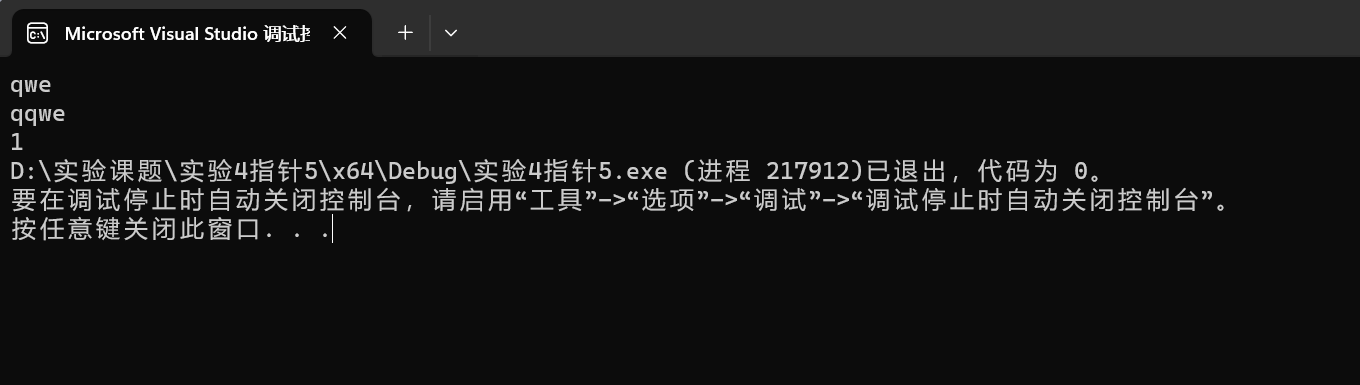 Microsoft Visual Studio 调试
qwe
qqwe
1
D:\实验课题\实验4指针5\x64\Debug\实验4指针5.exe (进程 217912)已退出，代码为 0。
要在调试停止时自动关闭控制台，请启用“工具”->“选项”->“调试”->“调试停止时自动关闭控制台”。
按任意键关闭此窗口. . .